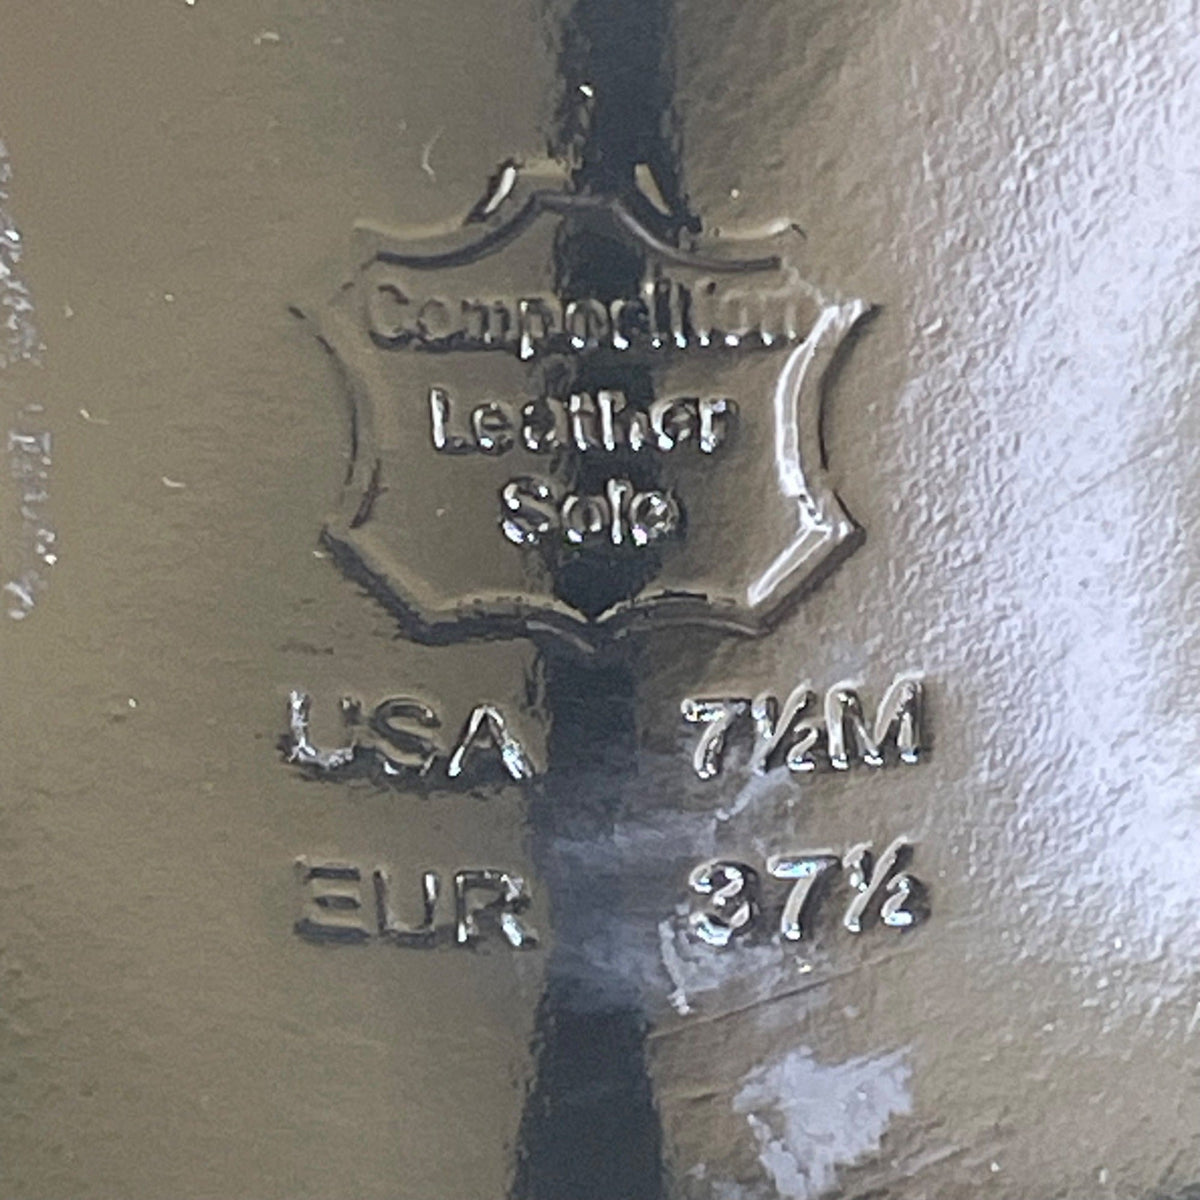 Composition
Leather
Sole
USA 7½M
EUR 37½